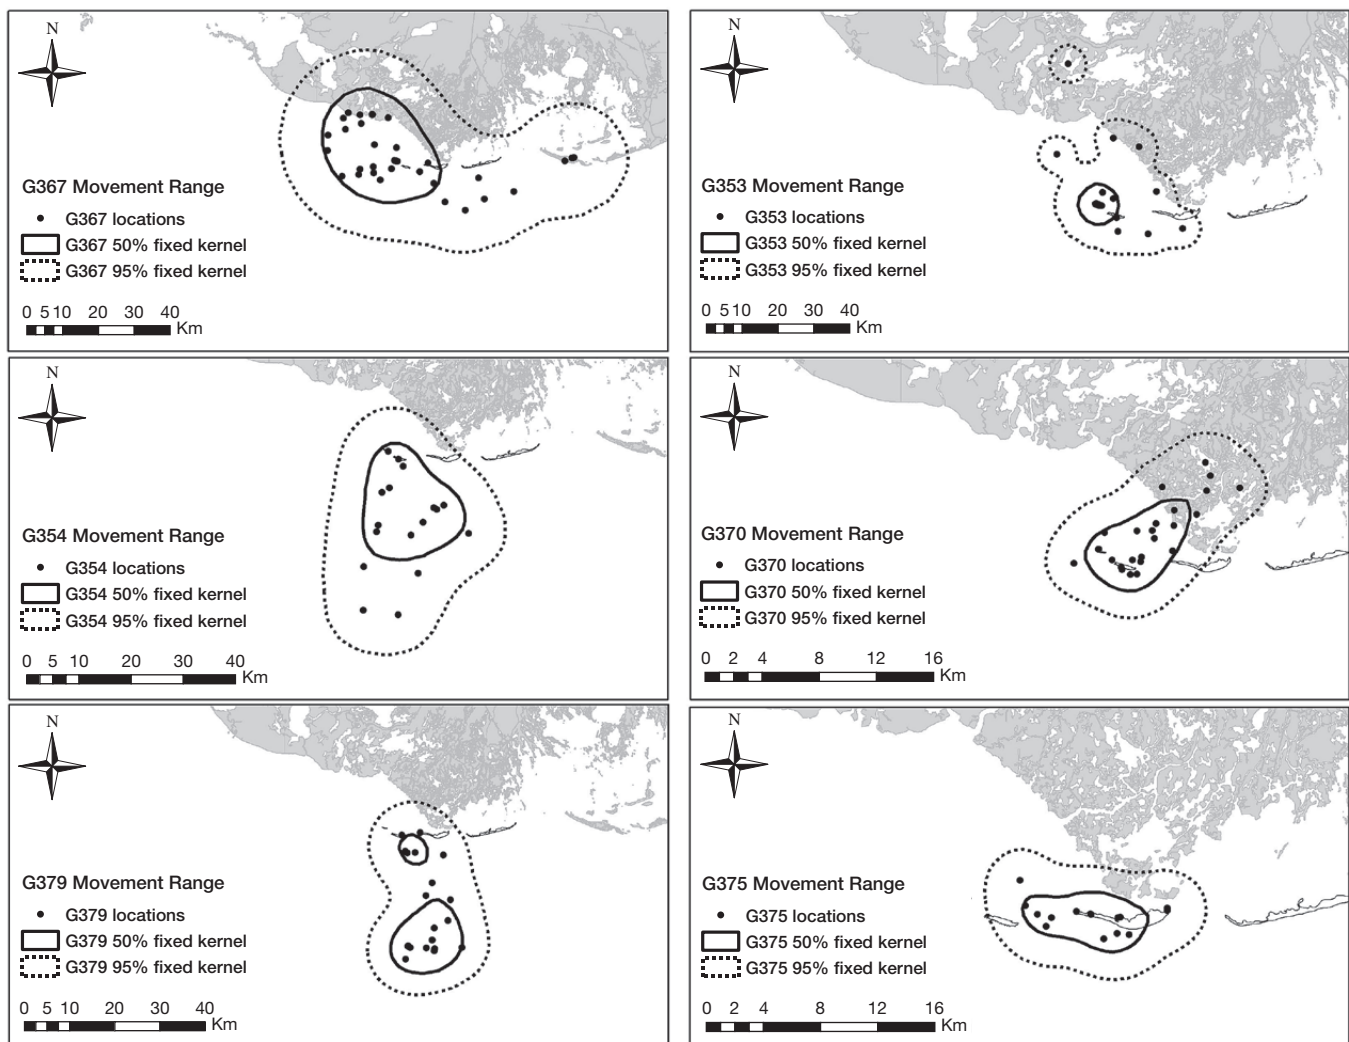 N
G367 Movement Range
G367 locations
G367 50% fixed kernel
G367 95% fixed kernel
0 5 10 20 30 40
Km
N
G353 Movement Range
G353 locations
G353 50% fixed kernel
G353 95% fixed kernel
0 5 10 20 30 40
Km
N
G354 Movement Range
G354 locations
G354 50% fixed kernel
G354 95% fixed kernel
0 5 10 20 30 40
Km
N
G370 Movement Range
G370 locations
G370 50% fixed kernel
G370 95% fixed kernel
0 2 4 8 12 16
Km
N
G379 Movement Range
G379 locations
G379 50% fixed kernel
G379 95% fixed kernel
0 5 10 20 30 40
Km
N
G375 Movement Range
G375 locations
G375 50% fixed kernel
G375 95% fixed kernel
0 2 4 8 12 16
Km